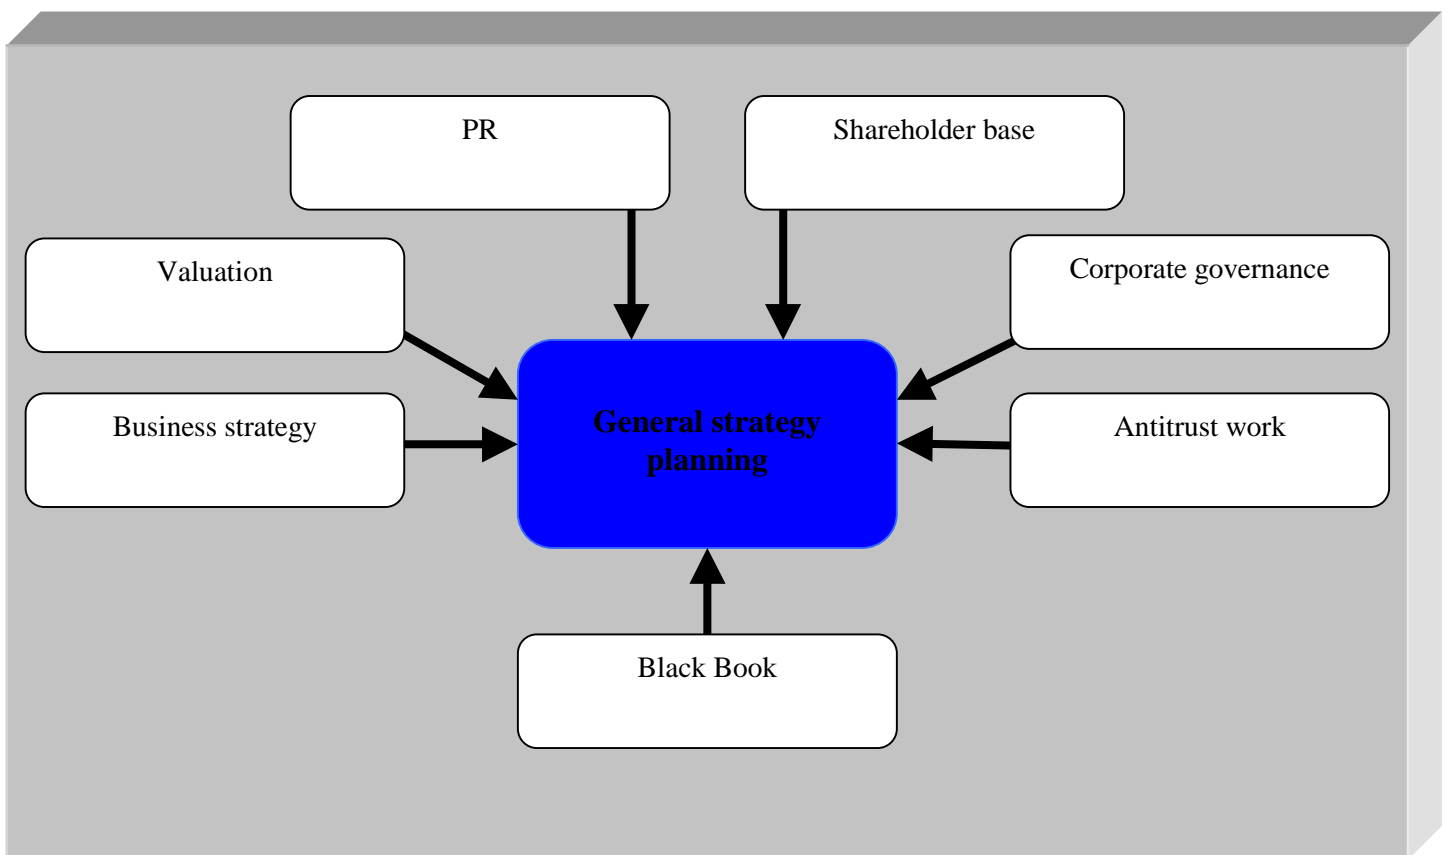 PR
Shareholder base
Valuation
Corporate governance
Business strategy
General strategy
planning
Antitrust work
Black Book